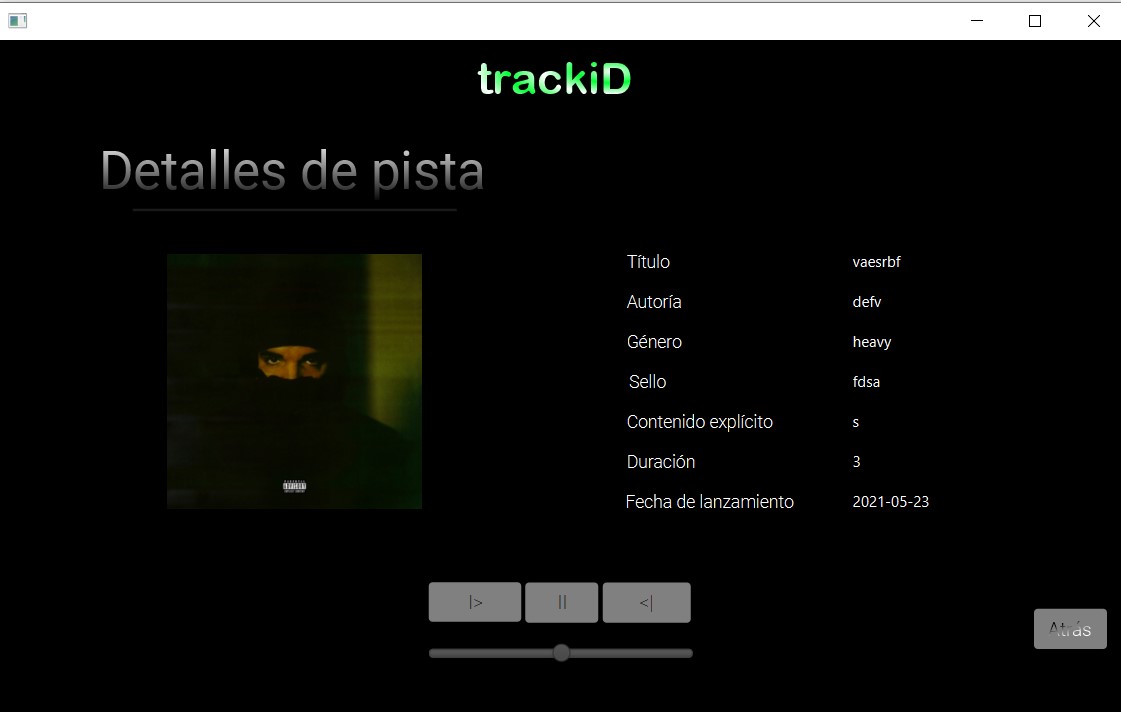 trackiD
Detalles de pista
Título vaesrbf
Autoría defv
Género heavy
Sello fdsa
Contenido explícito s
Duración 3
Fecha de lanzamiento 2021-05-23
ADVISORY
|> || <|
Atrás